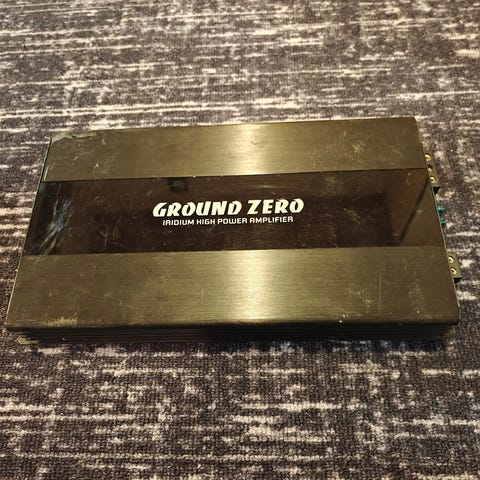 GROUND ZERO
IRIDIUM HIGH POWER AMPLIFIER